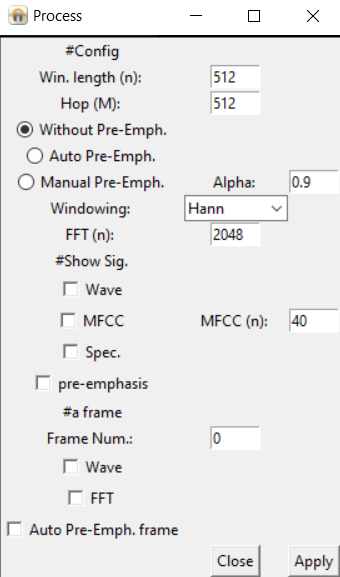 Process
#Config
Win. length (n): 512
Hop (M): 512
Without Pre-Emph.
Auto Pre-Emph.
Manual Pre-Emph. Alpha: 0.9
Windowing: Hann
FFT (n): 2048
#Show Sig.
Wave
MFCC MFCC (n): 40
Spec.
pre-emphasis
#a frame
Frame Num.: 0
Wave
FFT
Auto Pre-Emph. frame
Close Apply